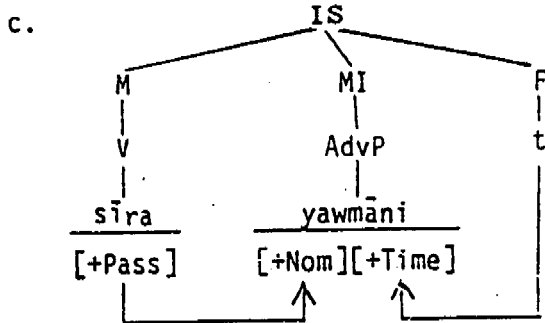 c.
IS
M MI F
V AdvP t
sīra yawmāni
[+Pass] [+Nom][+Time]